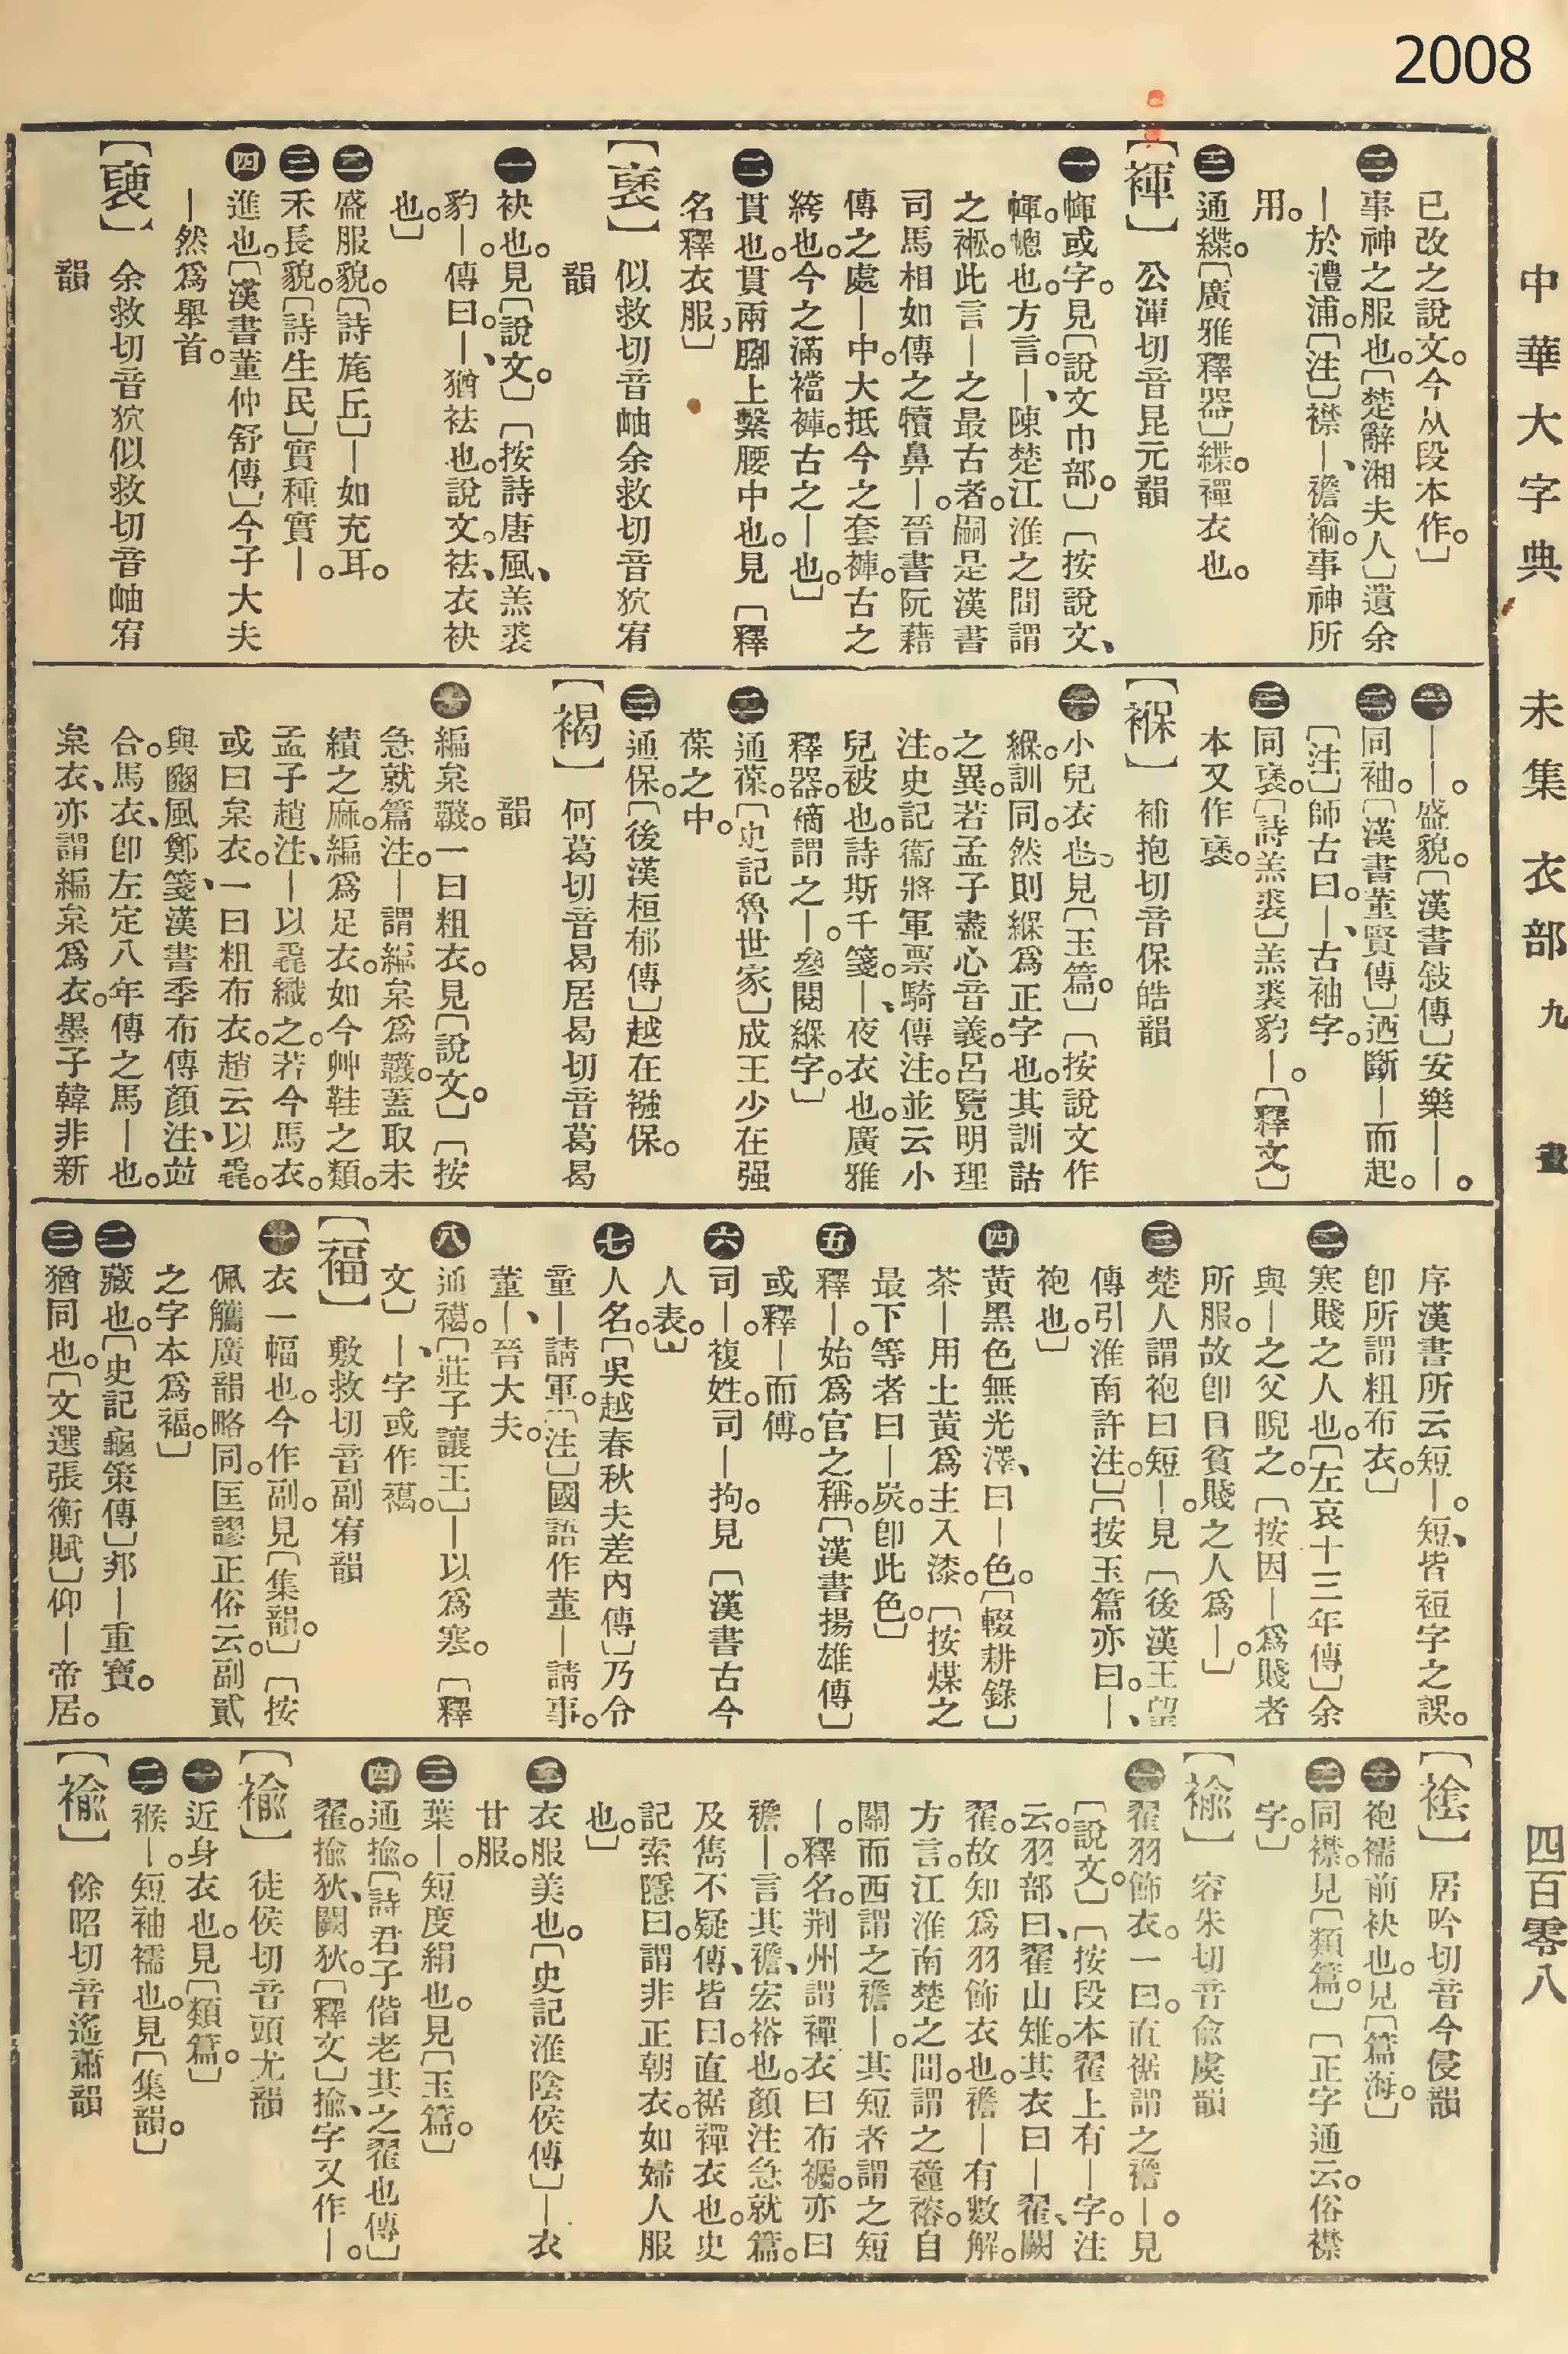 2008
中華大字典　未集　衣部　九畫　四百零八
已改之說文。今从段本作。〕
㊁事神之服也。〔楚辭湘夫人〕遺余
—於澧浦。〔注〕襟—、襜褕。事神所
用。
㊂通緤。〔廣雅釋器〕緤。禪衣也。
【褌】公渾切音昆元韻
㊀㡓或字。見〔說文巾部。〕〔按說文、
㡓。幒也。方言。—、陳楚江淮之間謂
之䘴。此言—之最古者。嗣是漢書
司馬相如傳之犢鼻—。晉書阮藉
傳之處—中。大抵今之套褲。古之
絝也。今之滿襠褲。古之—也。〕
㊁貫也。貫兩腳上繫腰中也。見〔釋
名釋衣服〕
【褎】似救切音岫余救切音狖宥
韻
㊀袂也。見〔說文。〕〔按詩唐風、羔裘
豹—。傳曰。—、猶袪也。說文。袪、衣袂
也。〕
㊁盛服貌。〔詩旄丘〕—如充耳。
㊂禾長貌。〔詩生民〕實種實—。
㊃進也。〔漢書董仲舒傳〕今子大夫
—然爲舉首。
【褏】余救切音狖似救切音岫宥
韻
㊀——。盛貌。〔漢書敍傳〕安樂——。
㊁同袖。〔漢書董賢傳〕迺斷—而起。
〔注〕師古曰。—、古袖字。
㊂同褎。〔詩羔裘〕羔裘豹—。〔釋文〕
本又作褎。
【褓】補抱切音保皓韻
㊀小兒衣也。見〔玉篇。〕〔按說文作
緥。訓同。然則緥爲正字也。其訓詁
之異。若孟子盡心音義。呂覽明理
注。史記衞將軍票騎傳注。並云小
兒被也。詩斯干箋。—、夜衣也。廣雅
釋器。褯謂之—。參閱緥字。〕
㊁通葆。〔史記魯世家〕成王少在强
葆之中。
㊂通保。〔後漢桓郁傳〕越在襁保。
【褐】何葛切音曷居曷切音葛曷
韻
㊀編枲韤。一曰粗衣。見〔說文。〕〔按
急就篇注。—謂編枲爲韤。蓋取未
績之麻。編爲足衣。如今艸鞋之類。
孟子趙注、—以毳織之。若今馬衣。
或曰枲衣。一曰粗布衣。趙云以毳。
與豳風鄭箋、漢書季布傳顏注、竝
合。馬衣、卽左定八年傳之馬—也。
枲衣、亦謂編枲爲衣。墨子韓非新
序漢書所云短—。短、皆裋字之誤。
卽所謂粗布衣。〕
㊁寒賤之人也。〔左哀十三年傳〕余
與—之父睨之。〔按因—爲賤者
所服。故卽目貧賤之人爲—。〕
㊂楚人謂袍曰短—。見〔後漢王望
傳引淮南許注。〕〔按玉篇亦曰。—、
袍也。〕
㊃黃黑色無光澤、曰—色。〔輟耕錄〕
茶—用土黃爲主入漆。〔按煤之
最下等者曰—炭。卽此色。〕
㊄釋—。始爲官之稱。〔漢書揚雄傳〕
或釋—而傅。
㊅司—。複姓。司—拘。見〔漢書古今
人表。〕
㊆人名。〔吳越春秋夫差內傳〕乃令
童—請軍。〔注〕國語作董—請事。
董—、晉大夫。
㊇通𧝾。〔莊子讓王〕—以爲寒。〔釋
文〕—、字或作𧝾。
【福】敷救切音副宥韻
㊀衣一幅也。今作副。見〔集韻。〕〔按
佩觿廣韻略同。匡謬正俗云。副貳
之字本爲福。〕
㊁藏也。〔史記龜策傳〕邦—重寶。
㊂猶同也。〔文選張衡賦〕仰—帝居。
【䘳】居吟切音今侵韻
㊀袍襦前袂也。見〔篇海。〕
㊁同襟。見〔類篇。〕〔正字通云。俗襟
字。〕
【褕】容朱切音俞虞韻
㊀翟羽飾衣。一曰。直裾謂之襜—。見
〔說文。〕〔按段本翟上有—字。注
云。羽部曰、翟山雉。其衣曰—翟、闕
翟。故知爲羽飾衣也。襜—有數解。
方言。江淮南楚之間。謂之䙱褣。自
關而西謂之襜—。其短者謂之短
—。釋名。荆州謂禪衣曰布襹。亦曰
襜—。言其襜、襜宏裕也。顏注急就篇。
及雋不疑傳、皆曰。直裾禪衣也。史
記索隱曰。謂非正朝衣。如婦人服
也。〕
㊁衣服美也。〔史記淮陰侯傳〕—衣
甘服。
㊂葉—。短度絹也。見〔玉篇。〕
㊃通揄。〔詩君子偕老其之翟也傳〕
翟。揄狄、闕狄。〔釋文〕揄、字又作—。
【褕】徒侯切音頭尤韻
㊀近身衣也。見〔類篇。〕
㊁㡋—。短袖襦也。見〔集韻。〕
【褕】餘昭切音遙蕭韻